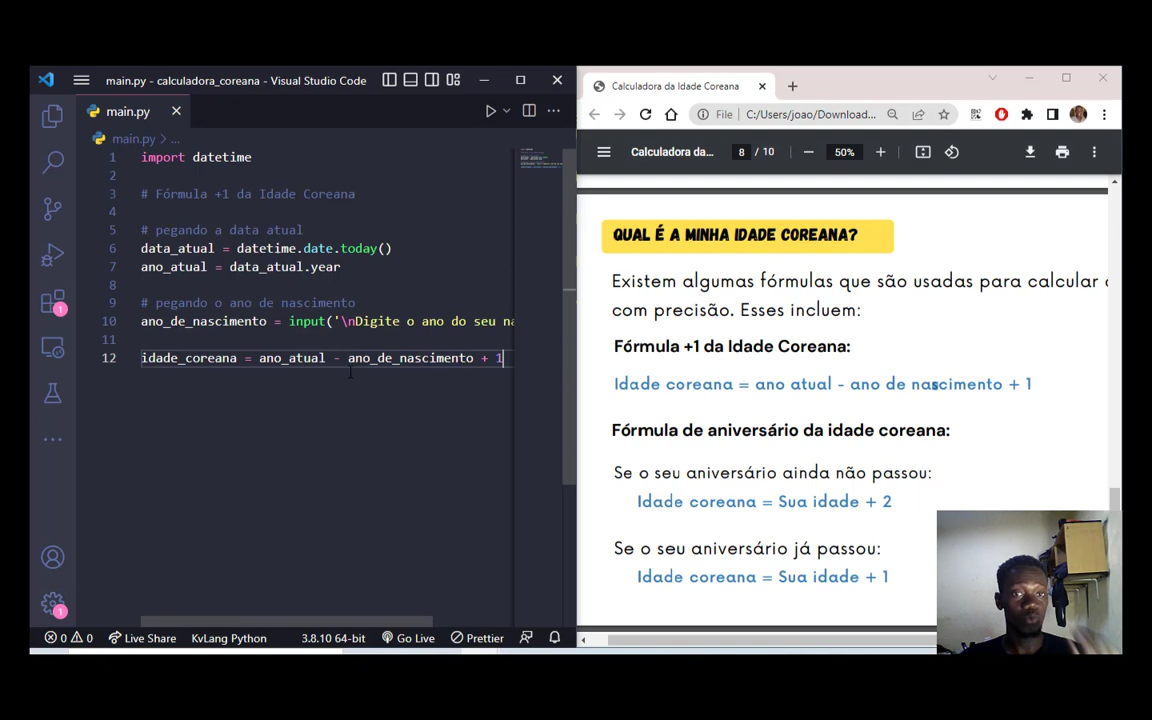 main.py - calculadora_coreana - Visual Studio Code
main.py
main.py > ...
1 import datetime
2
3 # Fórmula +1 da Idade Coreana
4
5 # pegando a data atual
6 data_atual = datetime.date.today()
7 ano_atual = data_atual.year
8
9 # pegando o ano de nascimento
10 ano_de_nascimento = input('\nDigite o ano do seu na
11
12 idade_coreana = ano_atual - ano_de_nascimento + 1
1
1
0 0 Live Share KvLang Python 3.8.10 64-bit Go Live Prettier
Calculadora da Idade Coreana
File C:/Users/joao/Download...
Calculadora da... 8 / 10 50%
QUAL É A MINHA IDADE COREANA?
Existem algumas fórmulas que são usadas para calcular
com precisão. Esses incluem:
Fórmula +1 da Idade Coreana:
Idade coreana = ano atual - ano de nascimento + 1
Fórmula de aniversário da idade coreana:
Se o seu aniversário ainda não passou:
Idade coreana = Sua idade + 2
Se o seu aniversário já passou:
Idade coreana = Sua idade + 1